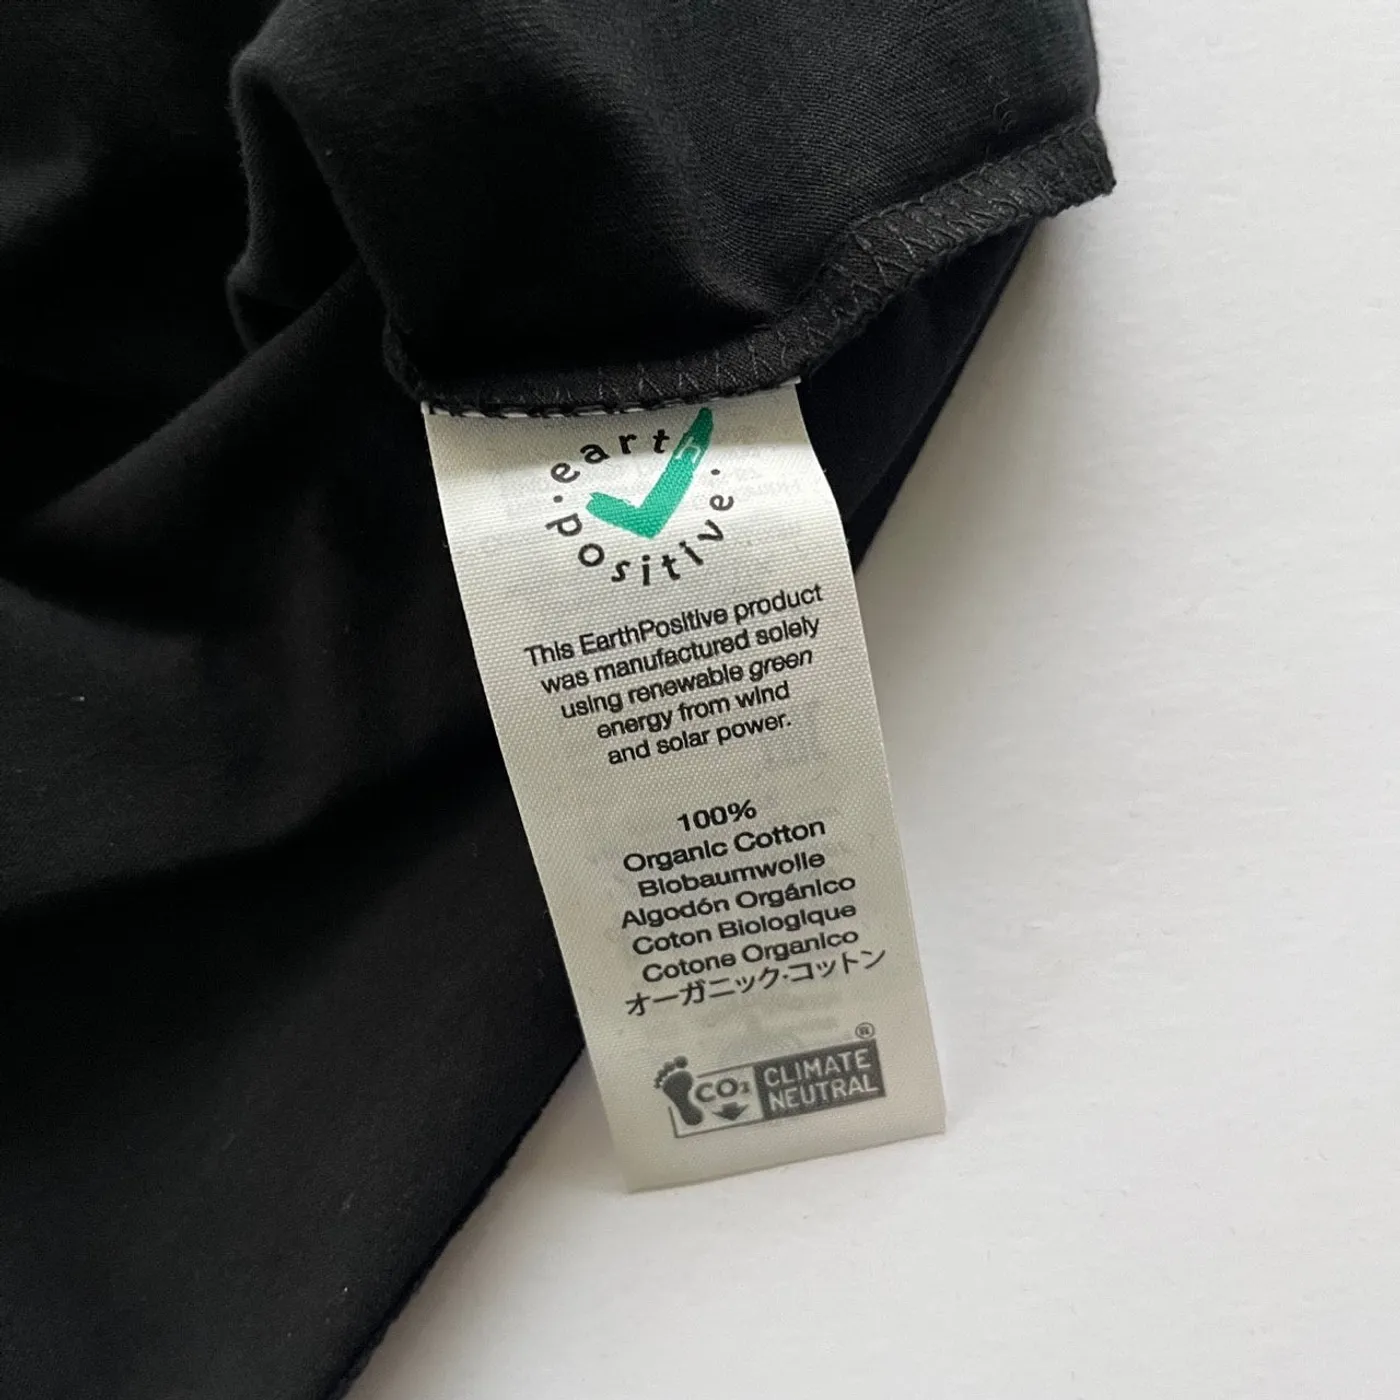 earth
positive
This EarthPositive product
was manufactured solely
using renewable green
energy from wind
and solar power.
100%
Organic Cotton
Biobaumwolle
Algodón Orgánico
Coton Biologique
Cotone Organico
オーガニック·コットン
®
CO₂ CLIMATE
NEUTRAL